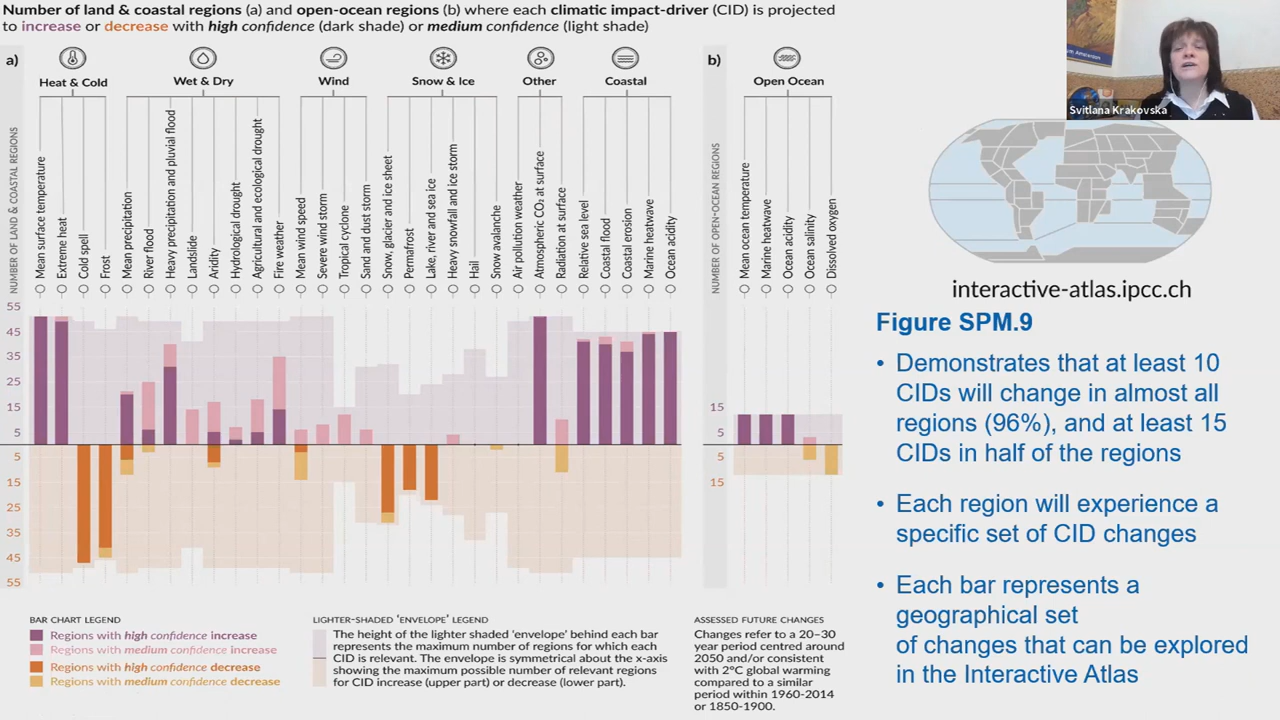 Number of land & coastal regions (a) and open-ocean regions (b) where each climatic impact-driver (CID) is projected
to increase or decrease with high confidence (dark shade) or medium confidence (light shade)
a)
Heat & Cold
Wet & Dry
Wind
Snow & Ice
Other
Coastal
b)
Open Ocean
NUMBER OF LAND & COASTAL REGIONS
Mean surface temperature
Extreme heat
Cold spell
Frost
Mean precipitation
River flood
Heavy precipitation and pluvial flood
Landslide
Aridity
Hydrological drought
Agricultural and ecological drought
Fire weather
Mean wind speed
Severe wind storm
Tropical cyclone
Sand and dust storm
Snow, glacier and ice sheet
Permafrost
Lake, river and sea ice
Heavy snowfall and ice storm
Hail
Snow avalanche
Air pollution weather
Atmospheric CO₂ at surface
Radiation at surface
Relative sea level
Coastal flood
Coastal erosion
Marine heatwave
Ocean acidity
NUMBER OF OPEN-OCEAN REGIONS
Mean ocean temperature
Marine heatwave
Ocean acidity
Ocean salinity
Dissolved oxygen
55
45
35
25
15
5
5
15
25
35
45
55
15
5
5
15
BAR CHART LEGEND
Regions with high confidence increase
Regions with medium confidence increase
Regions with high confidence decrease
Regions with medium confidence decrease
LIGHTER-SHADED 'ENVELOPE' LEGEND
The height of the lighter shaded 'envelope' behind each bar
represents the maximum number of regions for which each
CID is relevant. The envelope is symmetrical about the x-axis
showing the maximum possible number of relevant regions
for CID increase (upper part) or decrease (lower part).
ASSESSED FUTURE CHANGES
Changes refer to a 20–30
year period centred around
2050 and/or consistent
with 2°C global warming
compared to a similar
period within 1960-2014
or 1850-1900.
Svitlana Krakovska
interactive-atlas.ipcc.ch
Figure SPM.9
• Demonstrates that at least 10
CIDs will change in almost all
regions (96%), and at least 15
CIDs in half of the regions
• Each region will experience a
specific set of CID changes
• Each bar represents a
geographical set
of changes that can be explored
in the Interactive Atlas